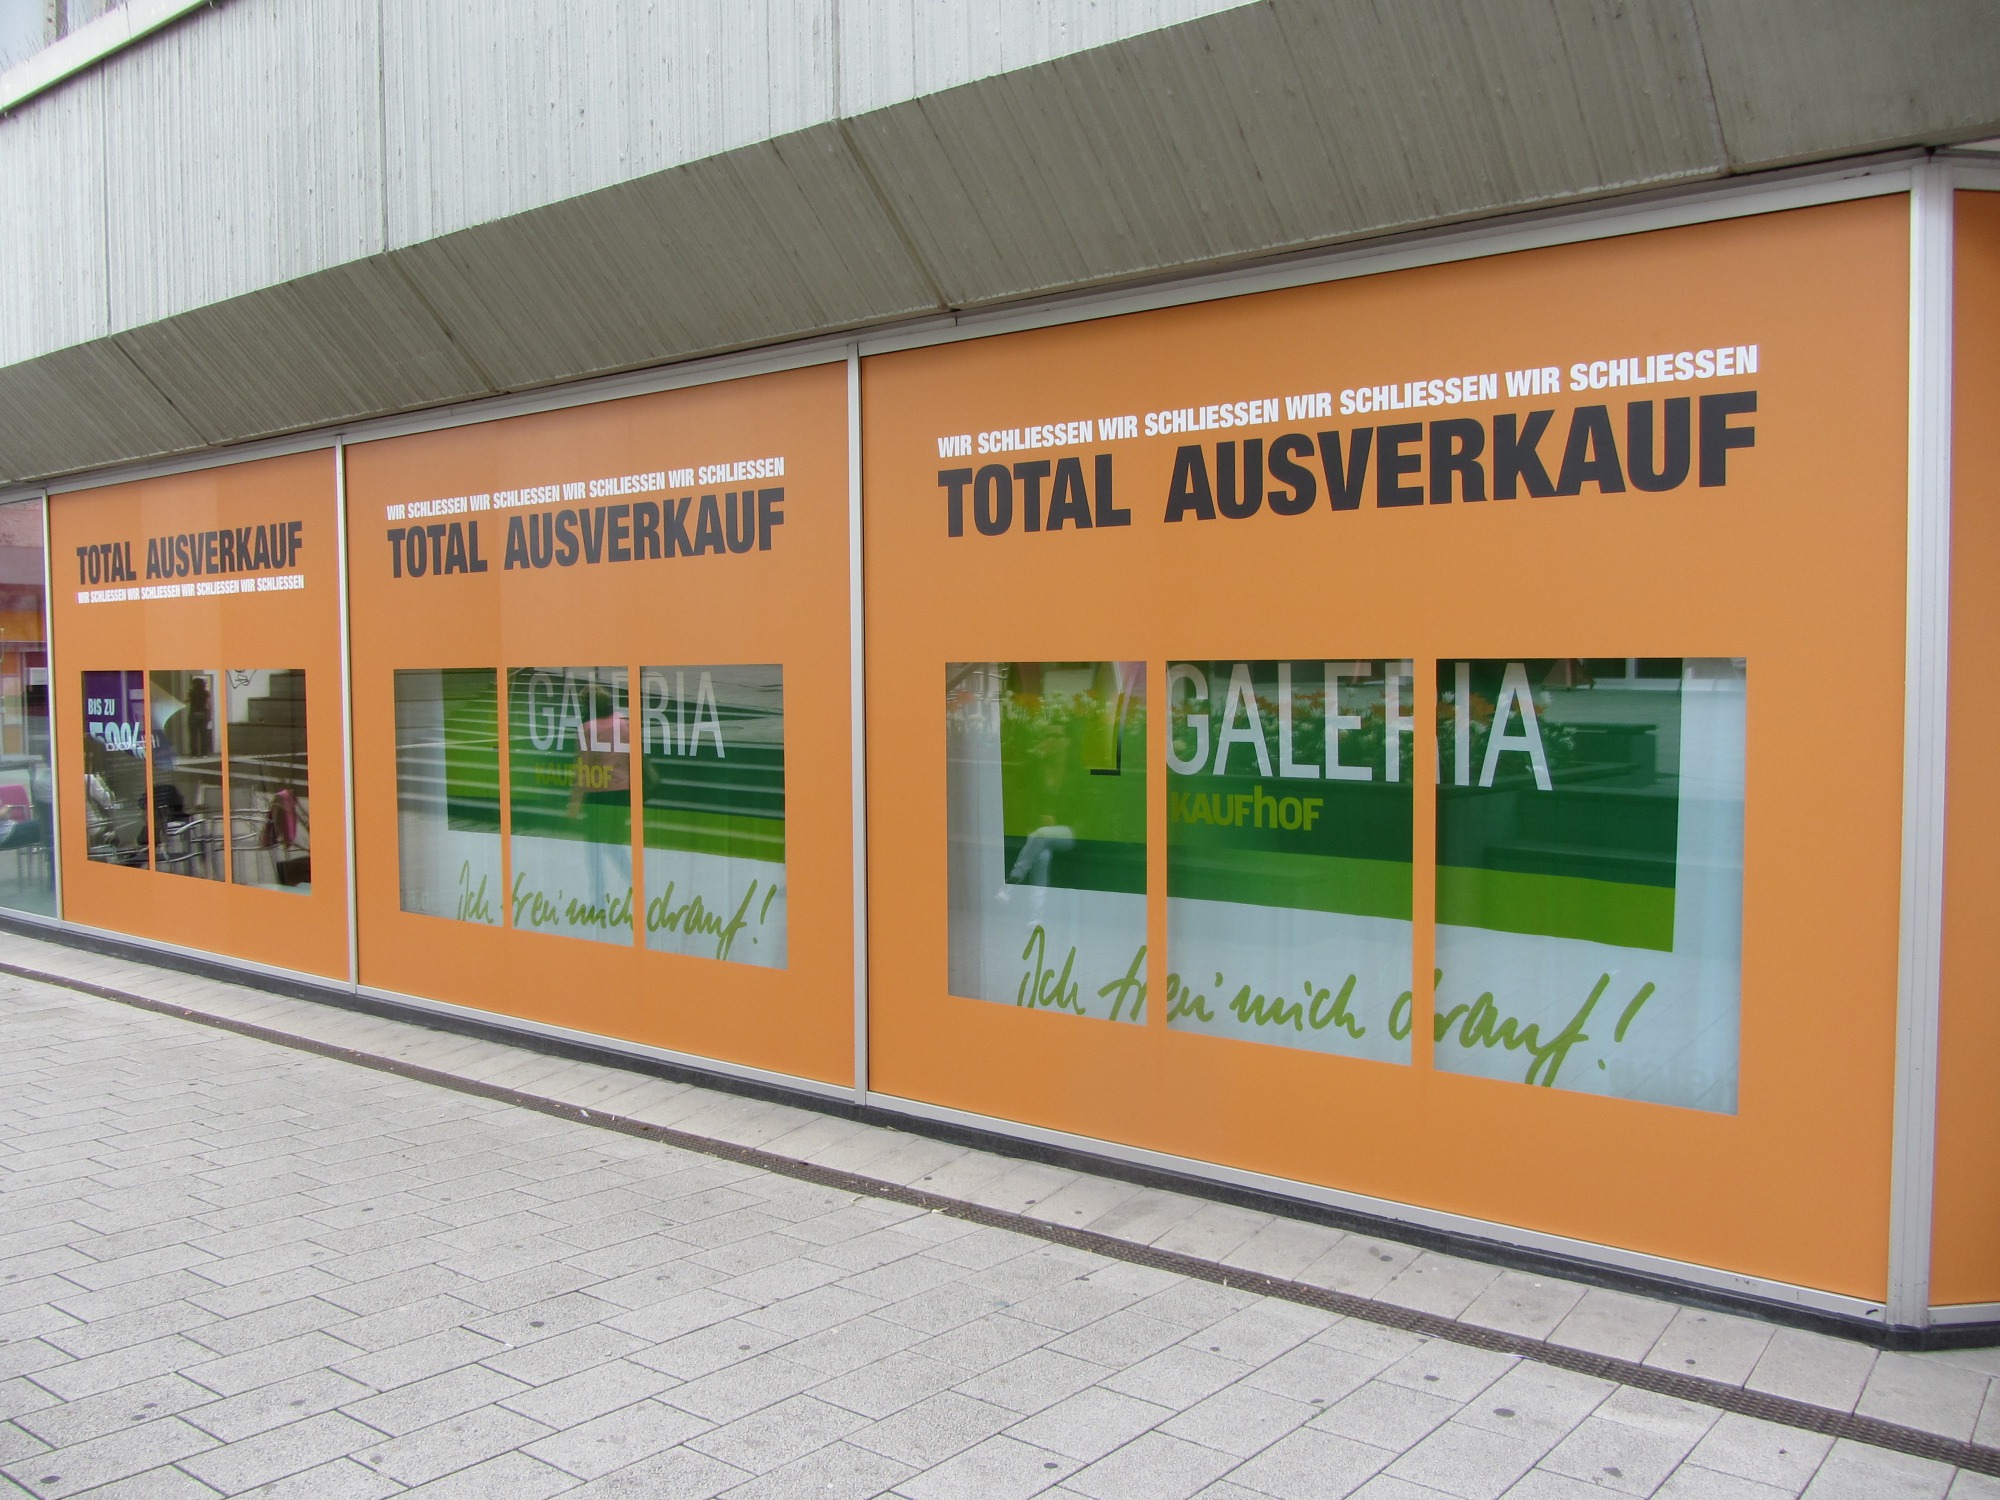 TOTAL AUSVERKAUF
WIR SCHLIESSEN WIR SCHLIESSEN WIR SCHLIESSEN WIR SCHLIESSEN
BIS ZU
50%
WIR SCHLIESSEN WIR SCHLIESSEN WIR SCHLIESSEN WIR SCHLIESSEN
TOTAL AUSVERKAUF
GALERIA
KAUFhOF
Ich freu' mich drauf!
WIR SCHLIESSEN WIR SCHLIESSEN WIR SCHLIESSEN WIR SCHLIESSEN
TOTAL AUSVERKAUF
GALERIA
KAUFhOF
Ich freu' mich drauf!